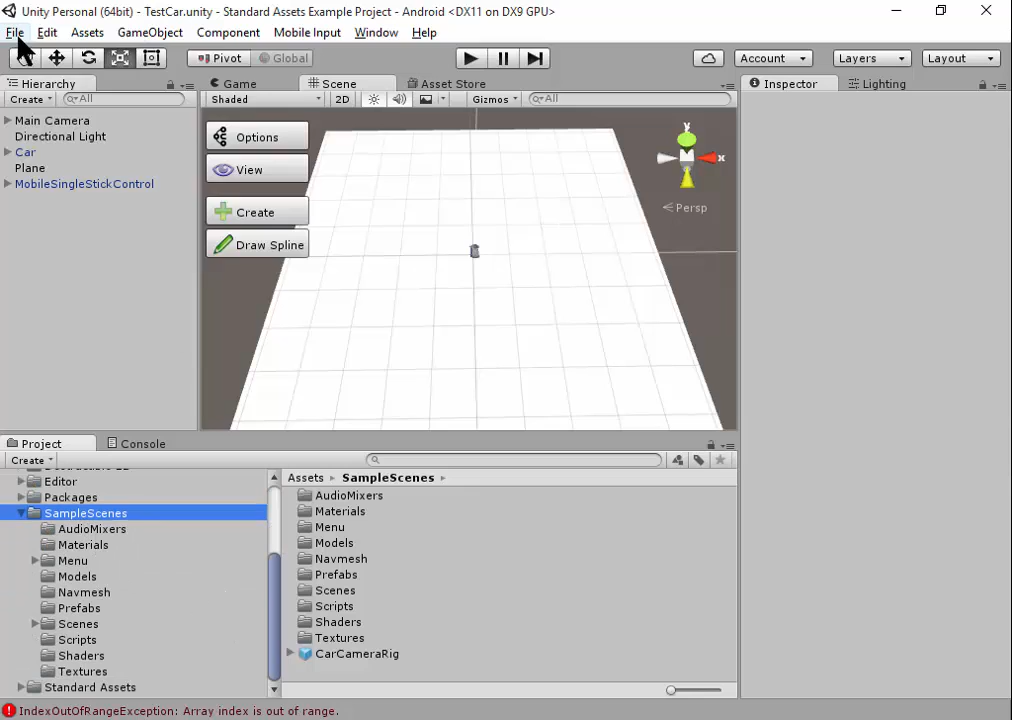 Unity Personal (64bit) - TestCar.unity - Standard Assets Example Project - Android <DX11 on DX9 GPU>
File Edit Assets GameObject Component Mobile Input Window Help
Pivot Global Account Layers Layout
Hierarchy Game Scene Asset Store Inspector Lighting
Create All Shaded 2D Gizmos All
Main Camera
Directional Light
Car
Plane
MobileSingleStickControl
Options
View
Create
Draw Spline
y
x
Persp
Project Console
Create
Editor
Packages
SampleScenes
AudioMixers
Materials
Menu
Models
Navmesh
Prefabs
Scenes
Scripts
Shaders
Textures
Standard Assets
Assets SampleScenes
AudioMixers
Materials
Menu
Models
Navmesh
Prefabs
Scenes
Scripts
Shaders
Textures
CarCameraRig
IndexOutOfRangeException: Array index is out of range.